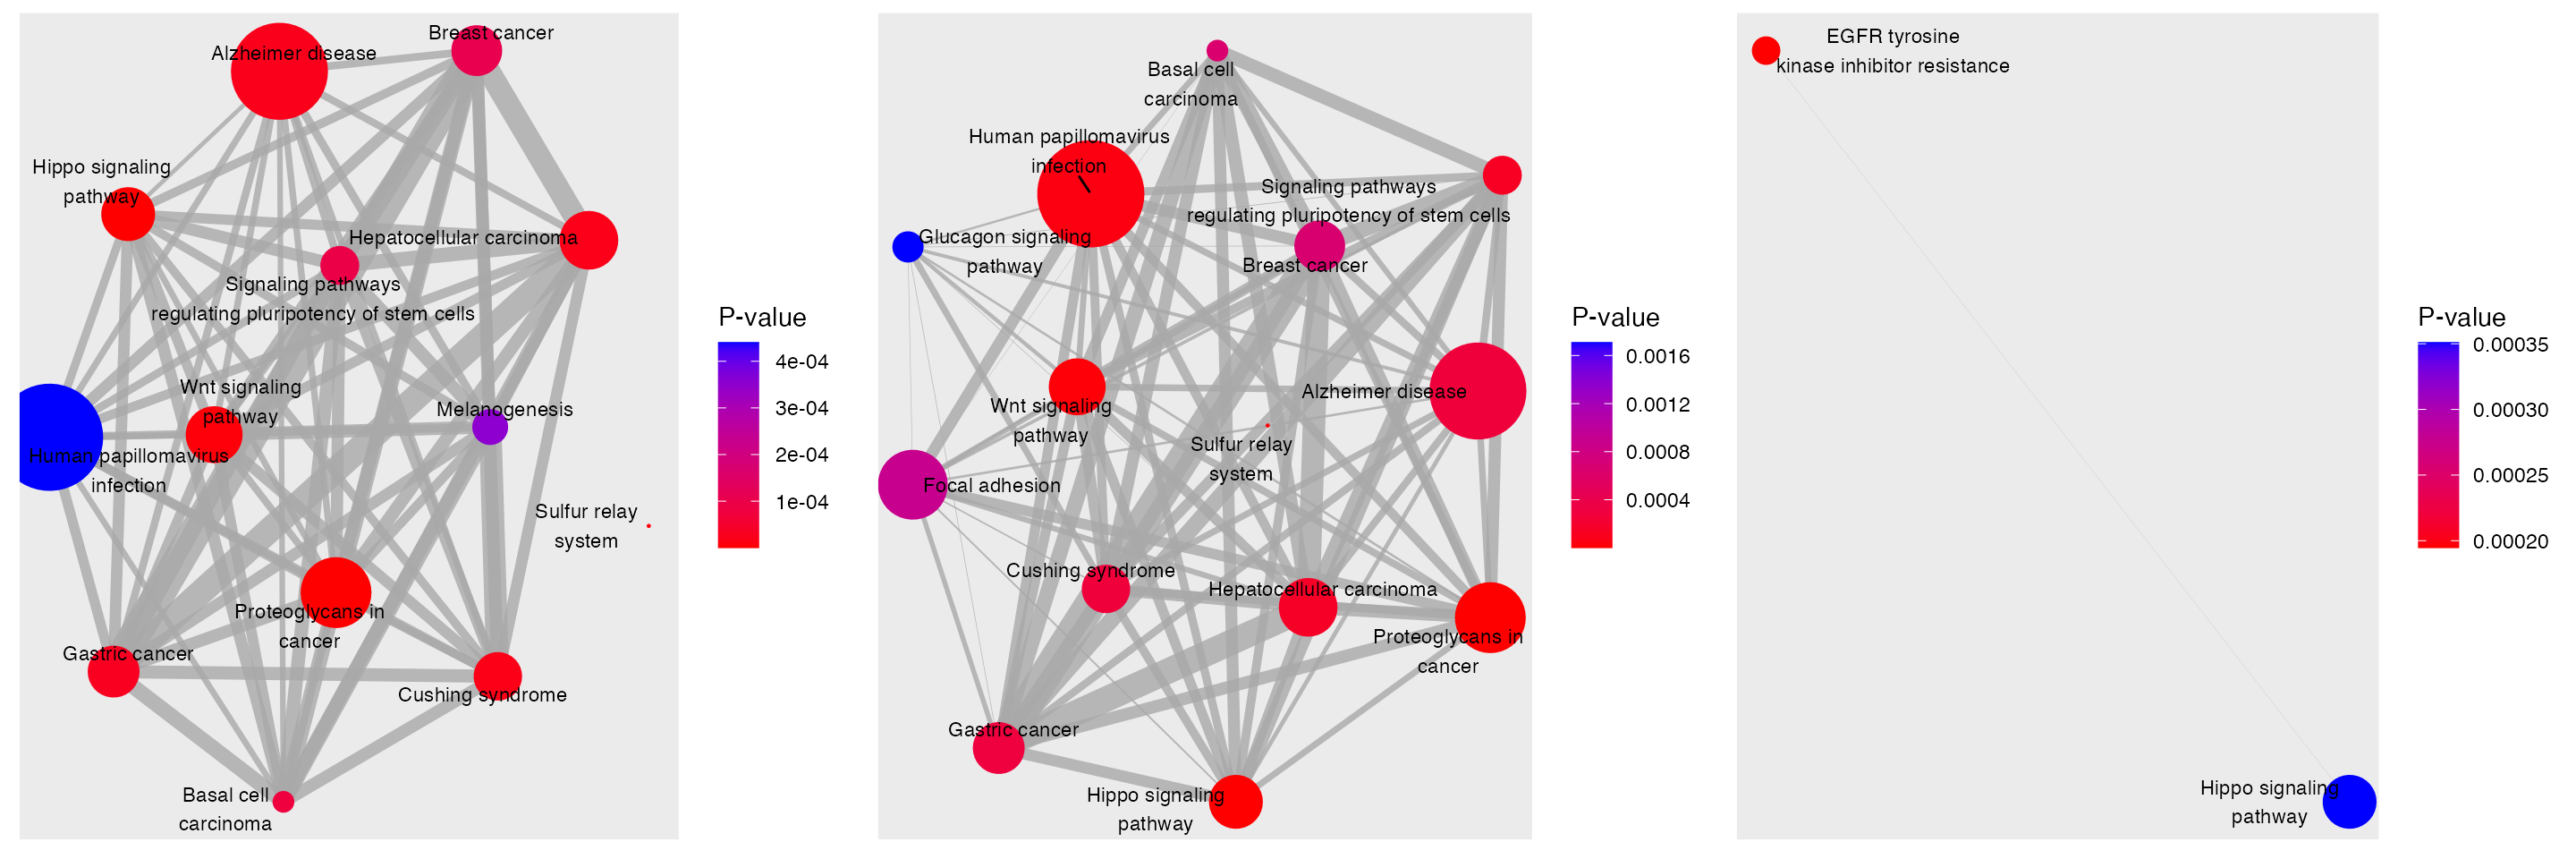 Breast cancer
Alzheimer disease
Hippo signaling
pathway
Hepatocellular carcinoma
Signaling pathways
regulating pluripotency of stem cells
Wnt signaling
pathway
Melanogenesis
Human papillomavirus
infection
Sulfur relay
system
Proteoglycans in
cancer
Gastric cancer
Cushing syndrome
Basal cell
carcinoma
P-value
4e-04
3e-04
2e-04
1e-04
Basal cell
carcinoma
Human papillomavirus
infection
Signaling pathways
regulating pluripotency of stem cells
Glucagon signaling
pathway
Breast cancer
Alzheimer disease
Wnt signaling
pathway
Sulfur relay
system
Focal adhesion
Cushing syndrome
Hepatocellular carcinoma
Proteoglycans in
cancer
Gastric cancer
Hippo signaling
pathway
P-value
0.0016
0.0012
0.0008
0.0004
EGFR tyrosine
kinase inhibitor resistance
Hippo signaling
pathway
P-value
0.00035
0.00030
0.00025
0.00020